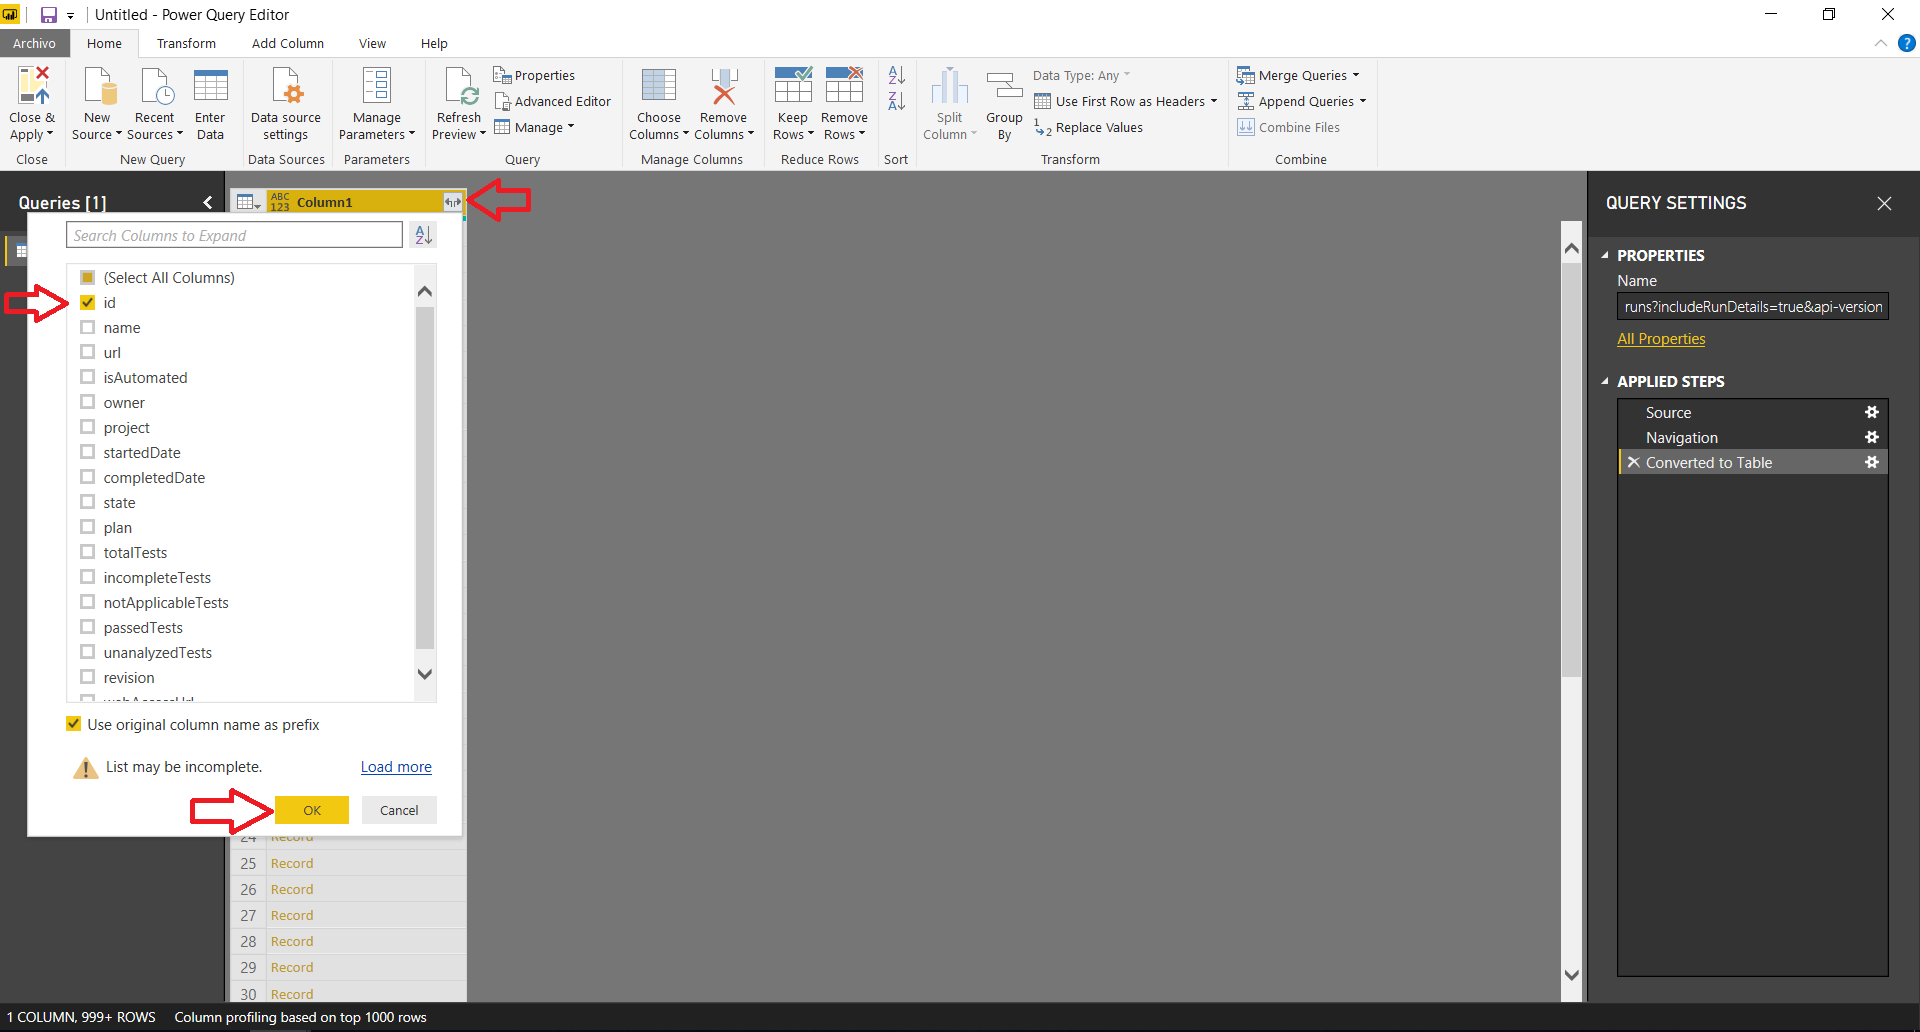 Untitled - Power Query Editor
Archivo Home Transform Add Column View Help
?
Close & Apply
Close
New Source
Recent Sources
Enter Data
New Query
Data source settings
Data Sources
Manage Parameters
Parameters
Refresh Preview
Properties
Advanced Editor
Manage
Query
Choose Columns
Remove Columns
Manage Columns
Keep Rows
Remove Rows
Reduce Rows
A Z
Z A
Sort
Split Column
Group By
Data Type: Any
Use First Row as Headers
1 2 Replace Values
Transform
Merge Queries
Append Queries
Combine Files
Combine
Queries [1]
ABC 123 Column1
Search Columns to Expand
A Z
(Select All Columns)
id
name
url
isAutomated
owner
project
startedDate
completedDate
state
plan
totalTests
incompleteTests
notApplicableTests
passedTests
unanalyzedTests
revision
webAccessUrl
Use original column name as prefix
List may be incomplete. Load more
OK Cancel
24 Record
25 Record
26 Record
27 Record
28 Record
29 Record
30 Record
QUERY SETTINGS
PROPERTIES
Name
runs?includeRunDetails=true&api-version
All Properties
APPLIED STEPS
Source
Navigation
Converted to Table
1 COLUMN, 999+ ROWS Column profiling based on top 1000 rows